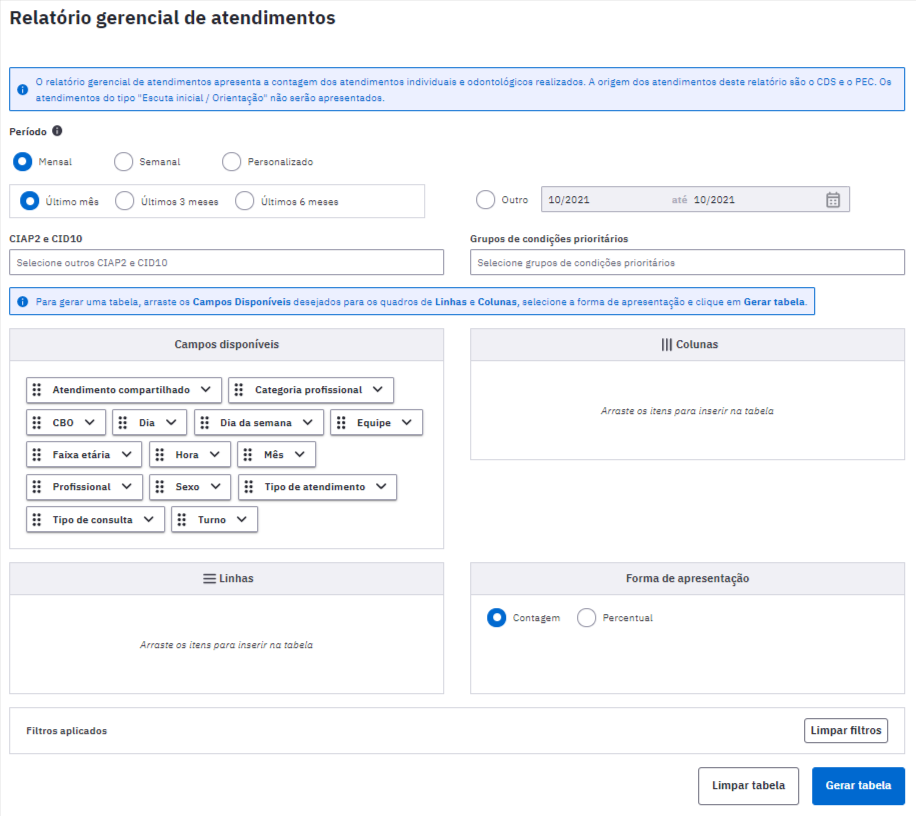 Relatório gerencial de atendimentos
O relatório gerencial de atendimentos apresenta a contagem dos atendimentos individuais e odontológicos realizados. A origem dos atendimentos deste relatório são o CDS e o PEC. Os
atendimentos do tipo "Escuta inicial / Orientação" não serão apresentados.
Período
Mensal Semanal Personalizado
Último mês Últimos 3 meses Últimos 6 meses Outro 10/2021 até 10/2021
CIAP2 e CID10 Grupos de condições prioritários
Selecione outros CIAP2 e CID10 Selecione grupos de condições prioritários
Para gerar uma tabela, arraste os Campos Disponíveis desejados para os quadros de Linhas e Colunas, selecione a forma de apresentação e clique em Gerar tabela.
Campos disponíveis
Atendimento compartilhado Categoria profissional
CBO Dia Dia da semana Equipe
Faixa etária Hora Mês
Profissional Sexo Tipo de atendimento
Tipo de consulta Turno
Colunas
Arraste os itens para inserir na tabela
Linhas
Arraste os itens para inserir na tabela
Forma de apresentação
Contagem Percentual
Filtros aplicados Limpar filtros
Limpar tabela Gerar tabela